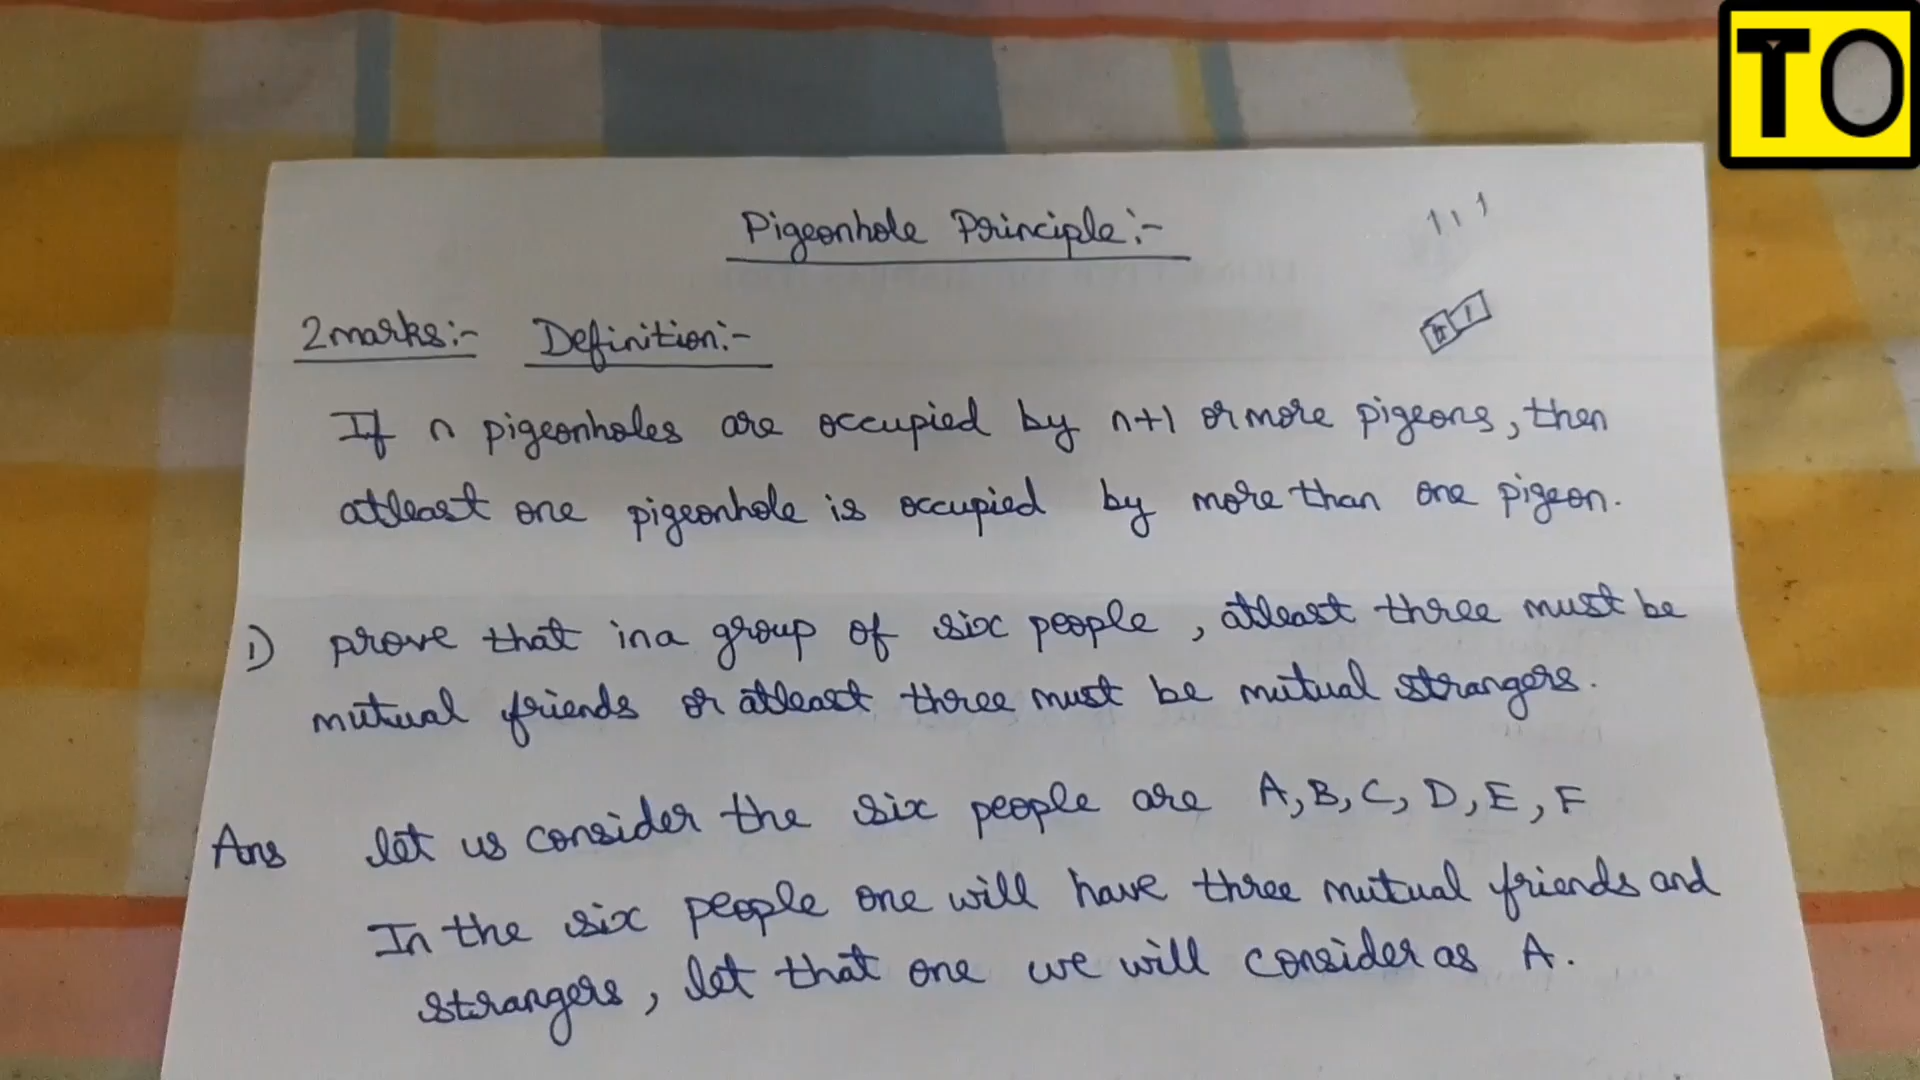 TO
Pigeonhole Principle:-
2marks:- Definition:-
If n pigeonholes are occupied by n+1 or more pigeons, then
atleast one pigeonhole is occupied by more than one pigeon.
1) prove that in a group of six people, atleast three must be
mutual friends or atleast three must be mutual strangers.
Ans let us consider the six people are A, B, C, D, E, F
In the six people one will have three mutual friends and
strangers, let that one we will consider as A.